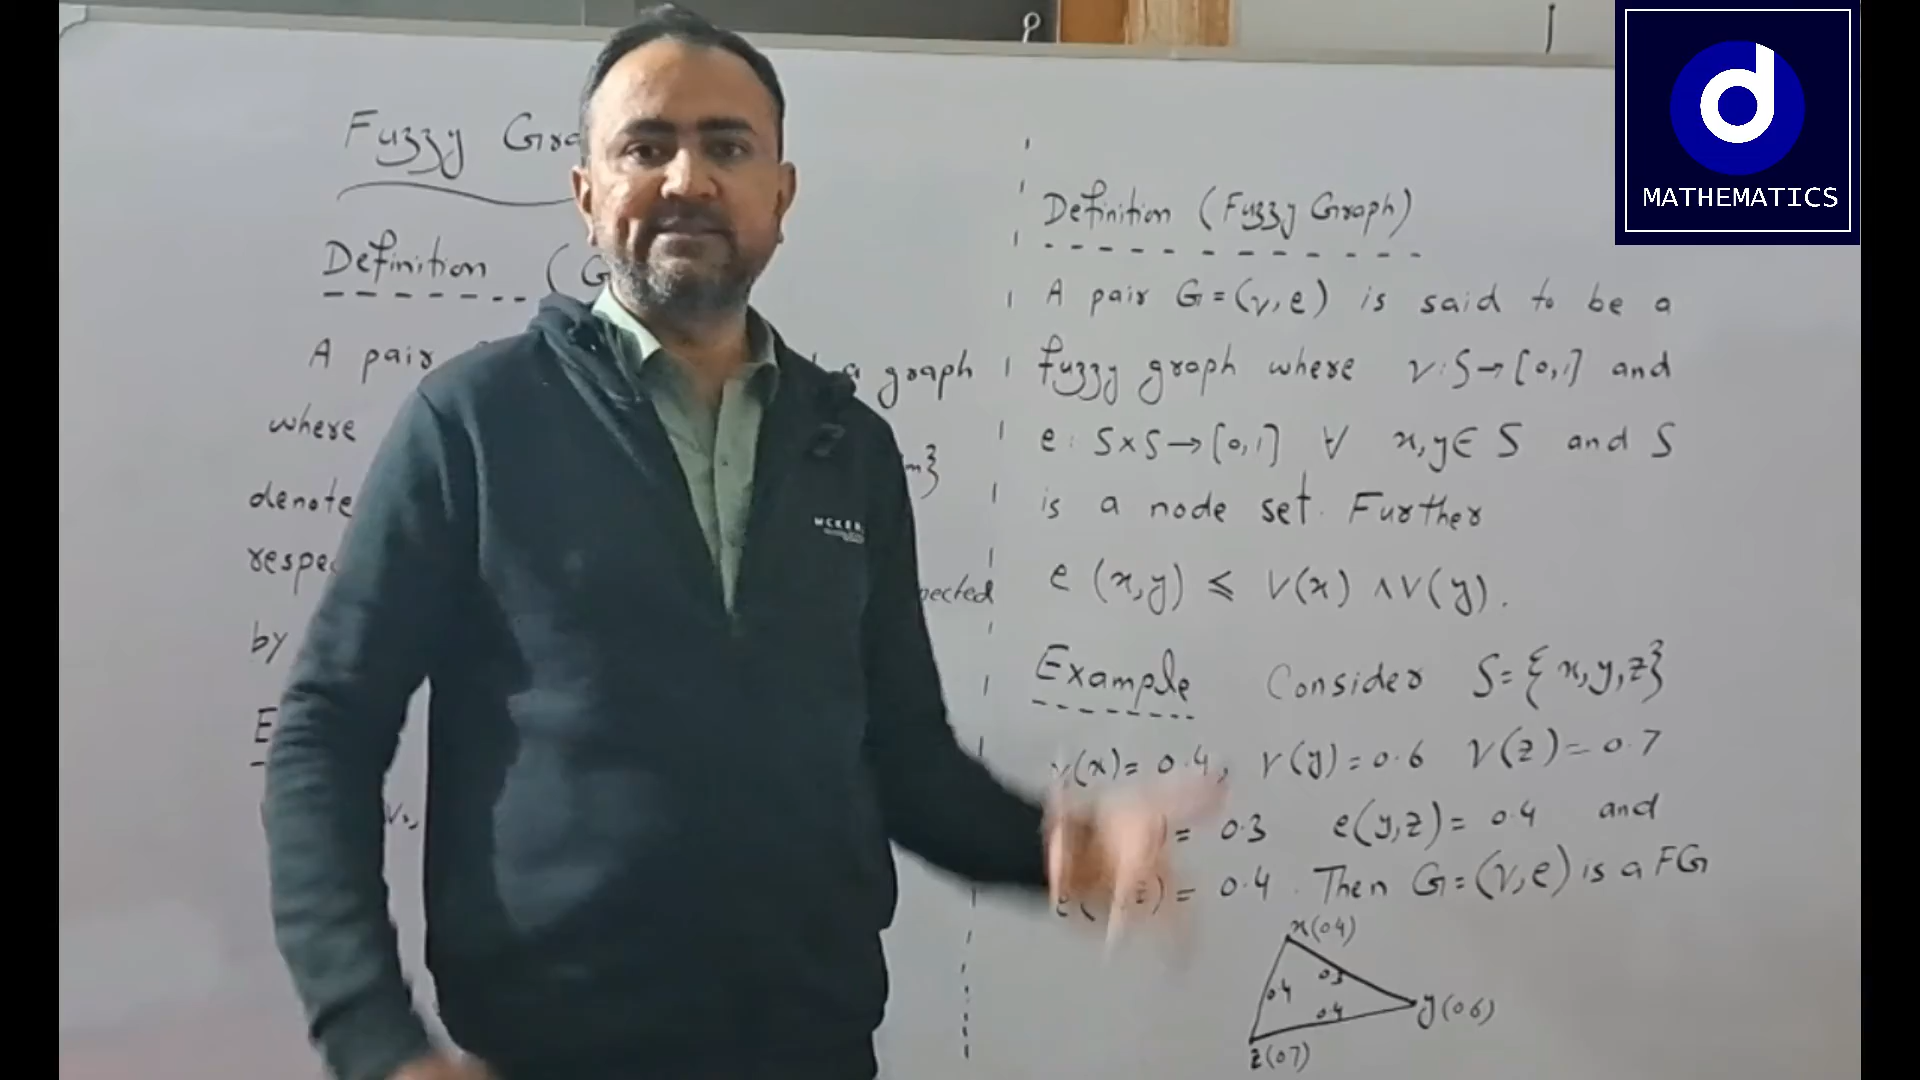 Fuzzy
Definition
A pair a graph
where
denote
by
Definition (Fuzzy Graph)
A pair G=(v,e) is said to be a
fuzzy graph where v:S→[0,1] and
e: S×S→[0,1] ∀ x,y∈S and S
is a node set. Further
e(x,y) ⩽ V(x) ∧ V(y).
Example Consider S={x,y,z}
v(x)=0.4, v(y)=0.6 v(z)=0.7
)= 0.3 e(y,z)= 0.4 and
)= 0.4. Then G=(v,e) is a FG
x(0.4)
0.4 0.3
0.4 y(0.6)
z(0.7)
d
MATHEMATICS